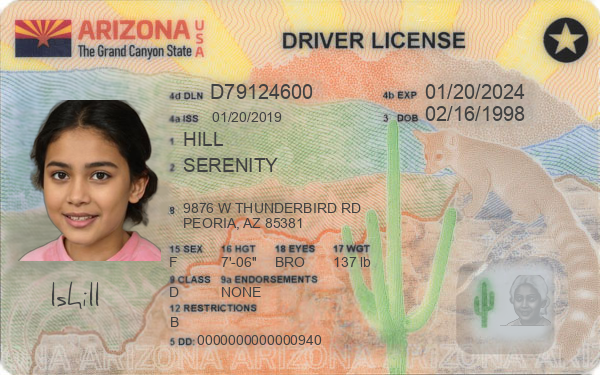 ARIZONA USA
The Grand Canyon State
DRIVER LICENSE
4d DLN D79124600
4b EXP 01/20/2024
4a ISS 01/20/2019
3 DOB 02/16/1998
1 HILL
2 SERENITY
8 9876 W THUNDERBIRD RD
PEORIA, AZ 85381
15 SEX 16 HGT 18 EYES 17 WGT
F 7'-06" BRO 137 lb
9 CLASS 9a ENDORSEMENTS
D NONE
12 RESTRICTIONS
B
5 DD: 0000000000000940
ARIZONA ARIZONA ARIZONA ARIZONA